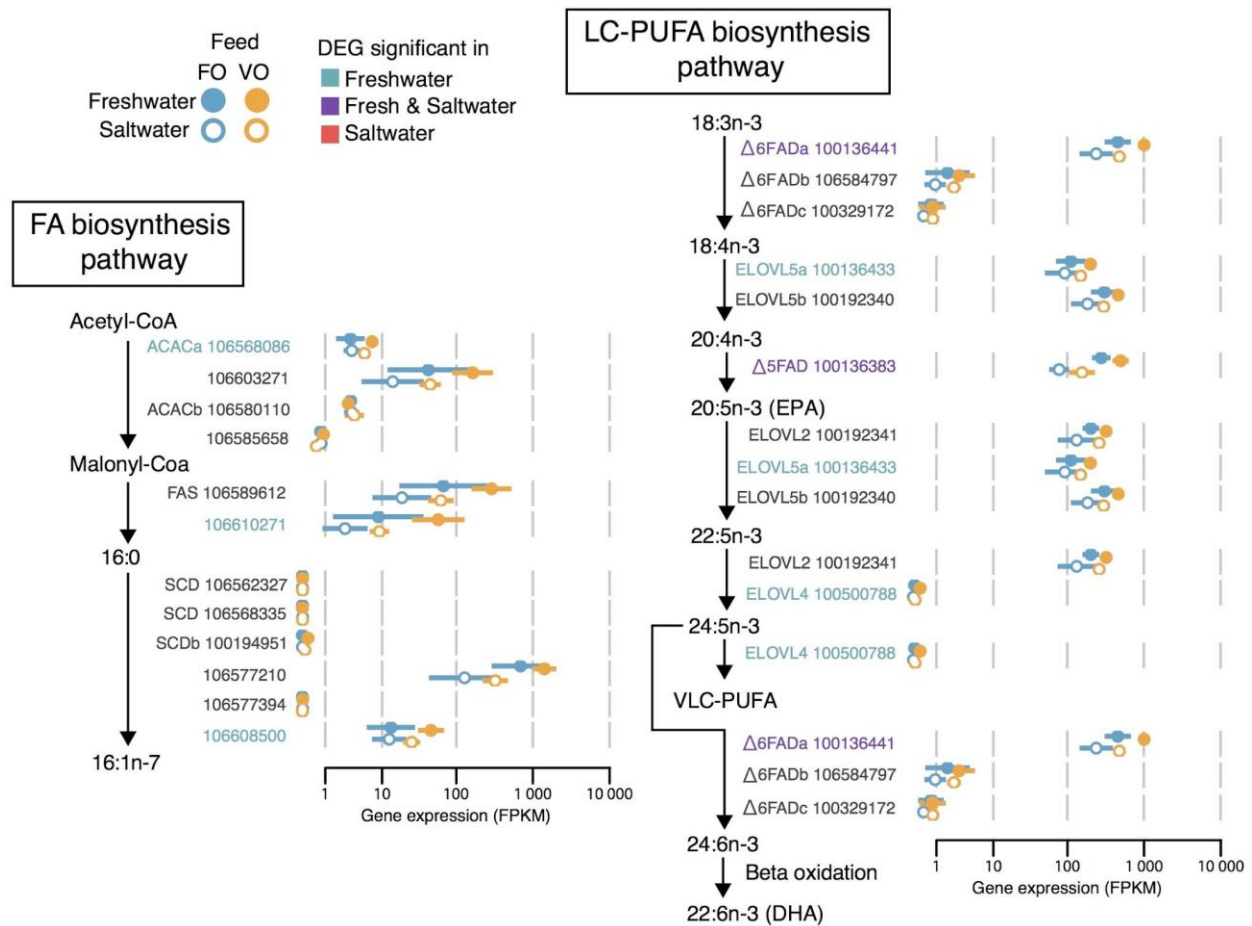 Feed
FO VO
Freshwater
Saltwater
DEG significant in
Freshwater
Fresh & Saltwater
Saltwater
FA biosynthesis
pathway
Acetyl-CoA
ACACa 106568086
106603271
ACACb 106580110
106585658
Malonyl-Coa
FAS 106589612
106610271
16:0
SCD 106562327
SCD 106568335
SCDb 100194951
106577210
106577394
106608500
16:1n-7
1 10 100 1 000 10 000
Gene expression (FPKM)
LC-PUFA biosynthesis
pathway
18:3n-3
Δ6FADa 100136441
Δ6FADb 106584797
Δ6FADc 100329172
18:4n-3
ELOVL5a 100136433
ELOVL5b 100192340
20:4n-3
Δ5FAD 100136383
20:5n-3 (EPA)
ELOVL2 100192341
ELOVL5a 100136433
ELOVL5b 100192340
22:5n-3
ELOVL2 100192341
ELOVL4 100500788
24:5n-3
ELOVL4 100500788
VLC-PUFA
Δ6FADa 100136441
Δ6FADb 106584797
Δ6FADc 100329172
24:6n-3
Beta oxidation
22:6n-3 (DHA)
1 10 100 1 000 10 000
Gene expression (FPKM)